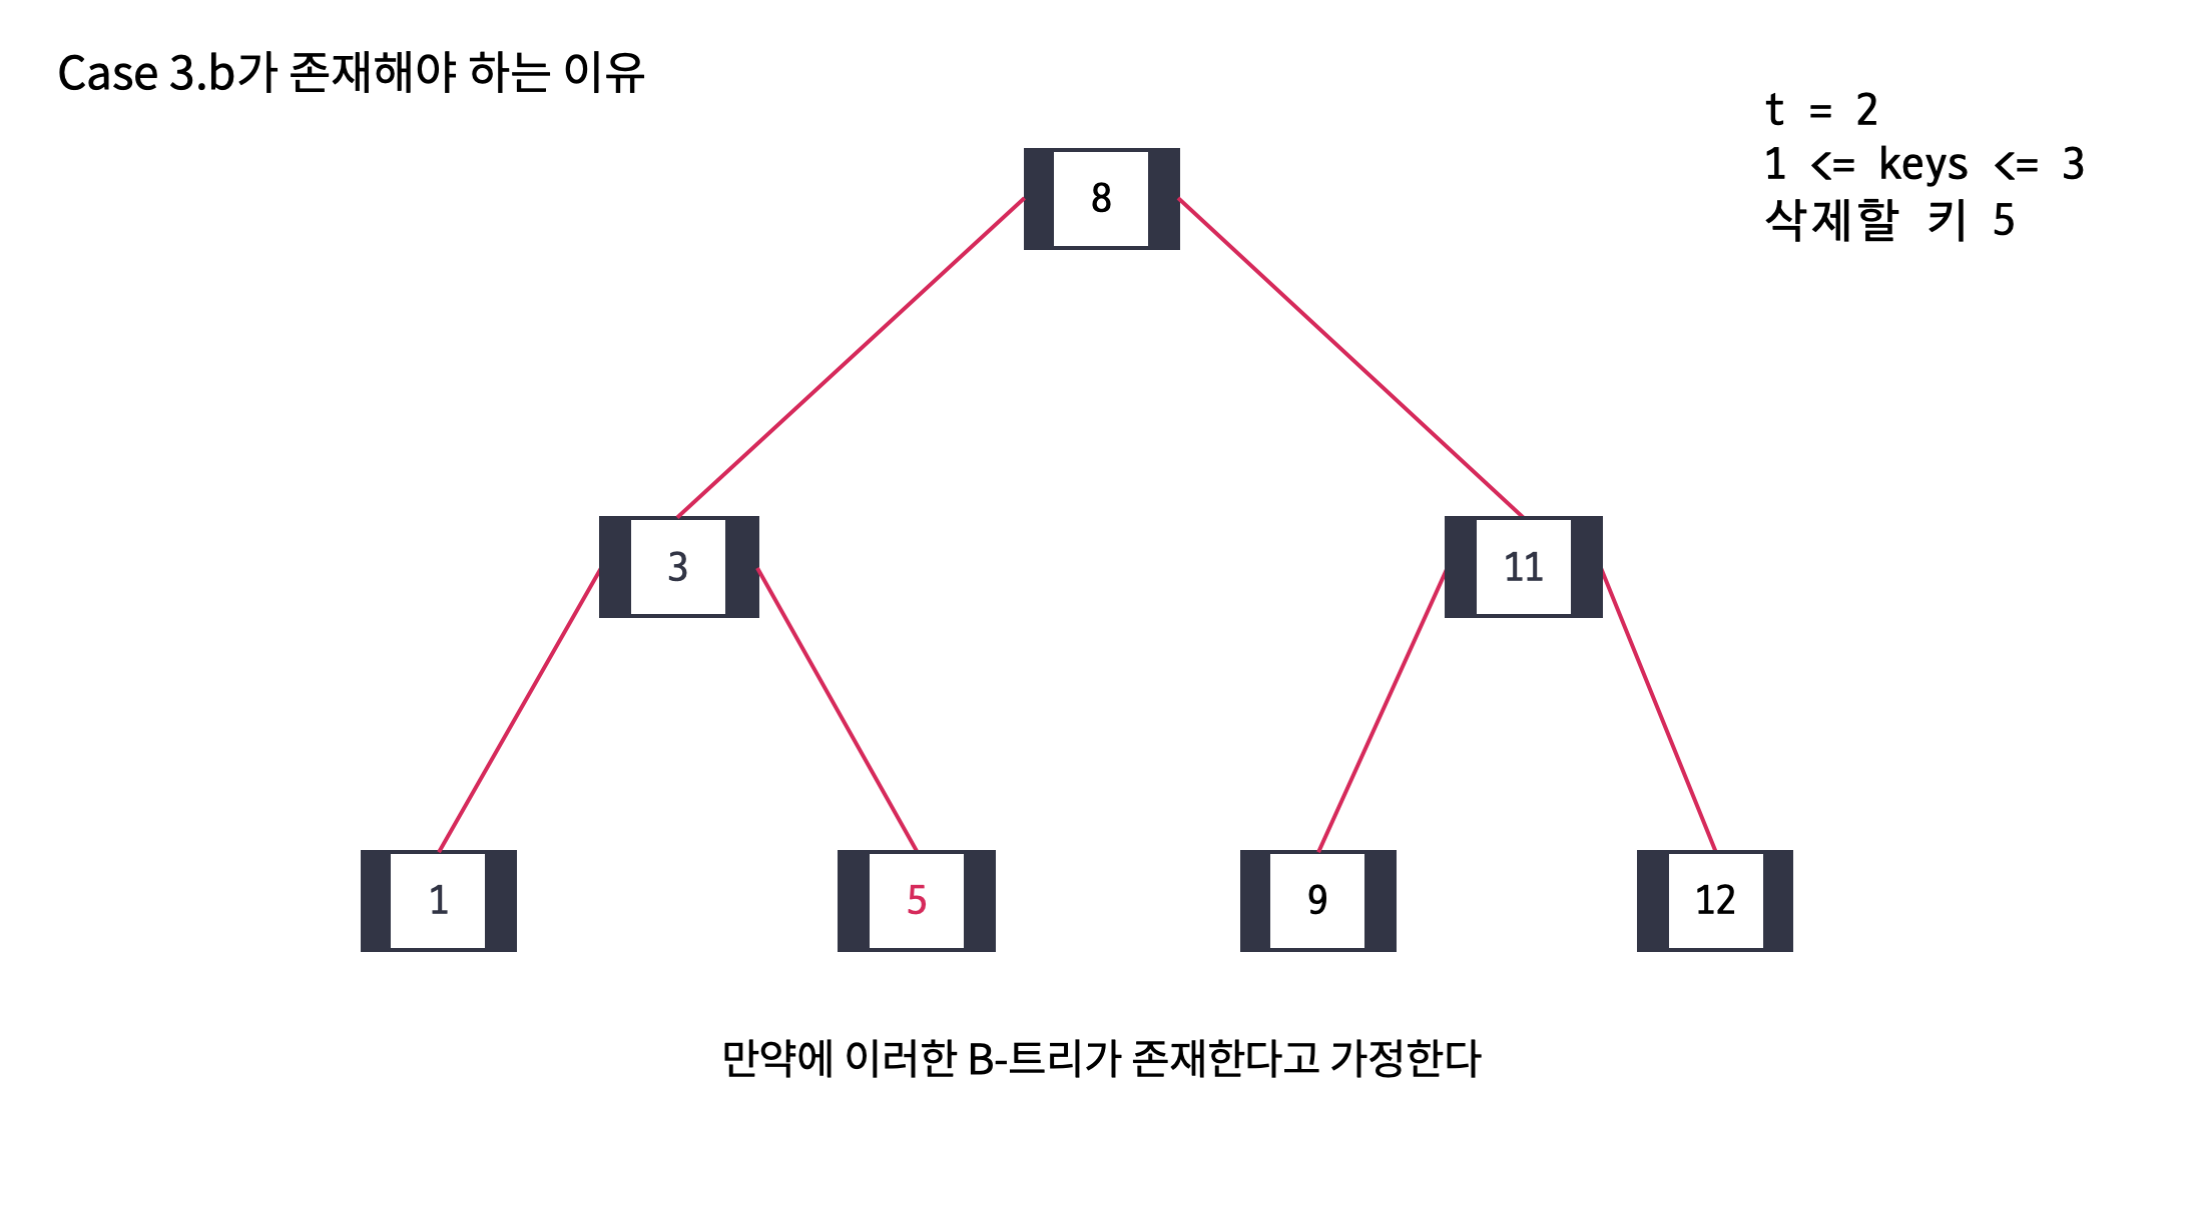 Case 3.b가 존재해야 하는 이유
t = 2
1 <= keys <= 3
삭제할 키 5
8
3
11
1
5
9
12
만약에 이러한 B-트리가 존재한다고 가정한다